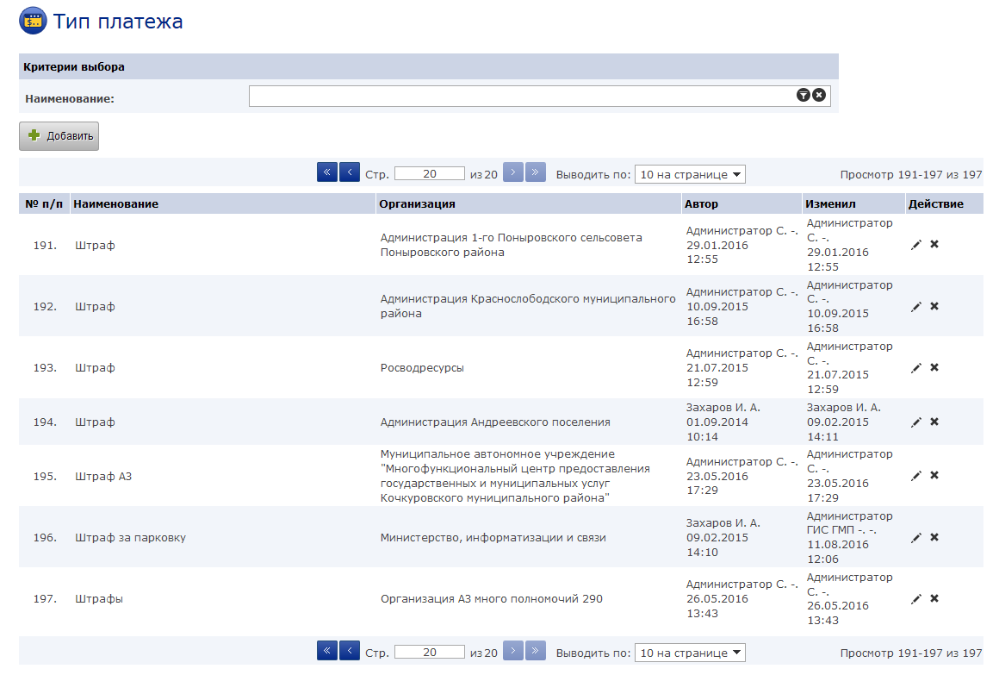 Тип платежа
Критерии выбора
Наименование:
Добавить
« ‹ Стр. 20 из 20 › » Выводить по: 10 на странице Просмотр 191-197 из 197
№ п/п Наименование Организация Автор Изменил Действие
191. Штраф
Администрация 1-го Поныровского сельсовета
Поныровского района
Администратор С. -.
29.01.2016
12:55
Администратор
С. -.
29.01.2016
12:55
192. Штраф
Администрация Краснослободского муниципального
района
Администратор С. -.
10.09.2015
16:58
Администратор
С. -.
10.09.2015
16:58
193. Штраф
Росводресурсы
Администратор С. -.
21.07.2015
12:59
Администратор
С. -.
21.07.2015
12:59
194. Штраф
Администрация Андреевского поселения
Захаров И. А.
01.09.2014
10:14
Захаров И. А.
09.02.2015
14:11
195. Штраф АЗ
Муниципальное автономное учреждение
"Многофункциональный центр предоставления
государственных и муниципальных услуг
Кочкуровского муниципального района"
Администратор С. -.
23.05.2016
17:29
Администратор
С. -.
23.05.2016
17:29
196. Штраф за парковку
Министерство, информатизации и связи
Захаров И. А.
09.02.2015
14:10
Администратор
ГИС ГМП -. -.
11.08.2016
12:06
197. Штрафы
Организация АЗ много полномочий 290
Администратор С. -.
26.05.2016
13:43
Администратор
С. -.
26.05.2016
13:43
« ‹ Стр. 20 из 20 › » Выводить по: 10 на странице Просмотр 191-197 из 197